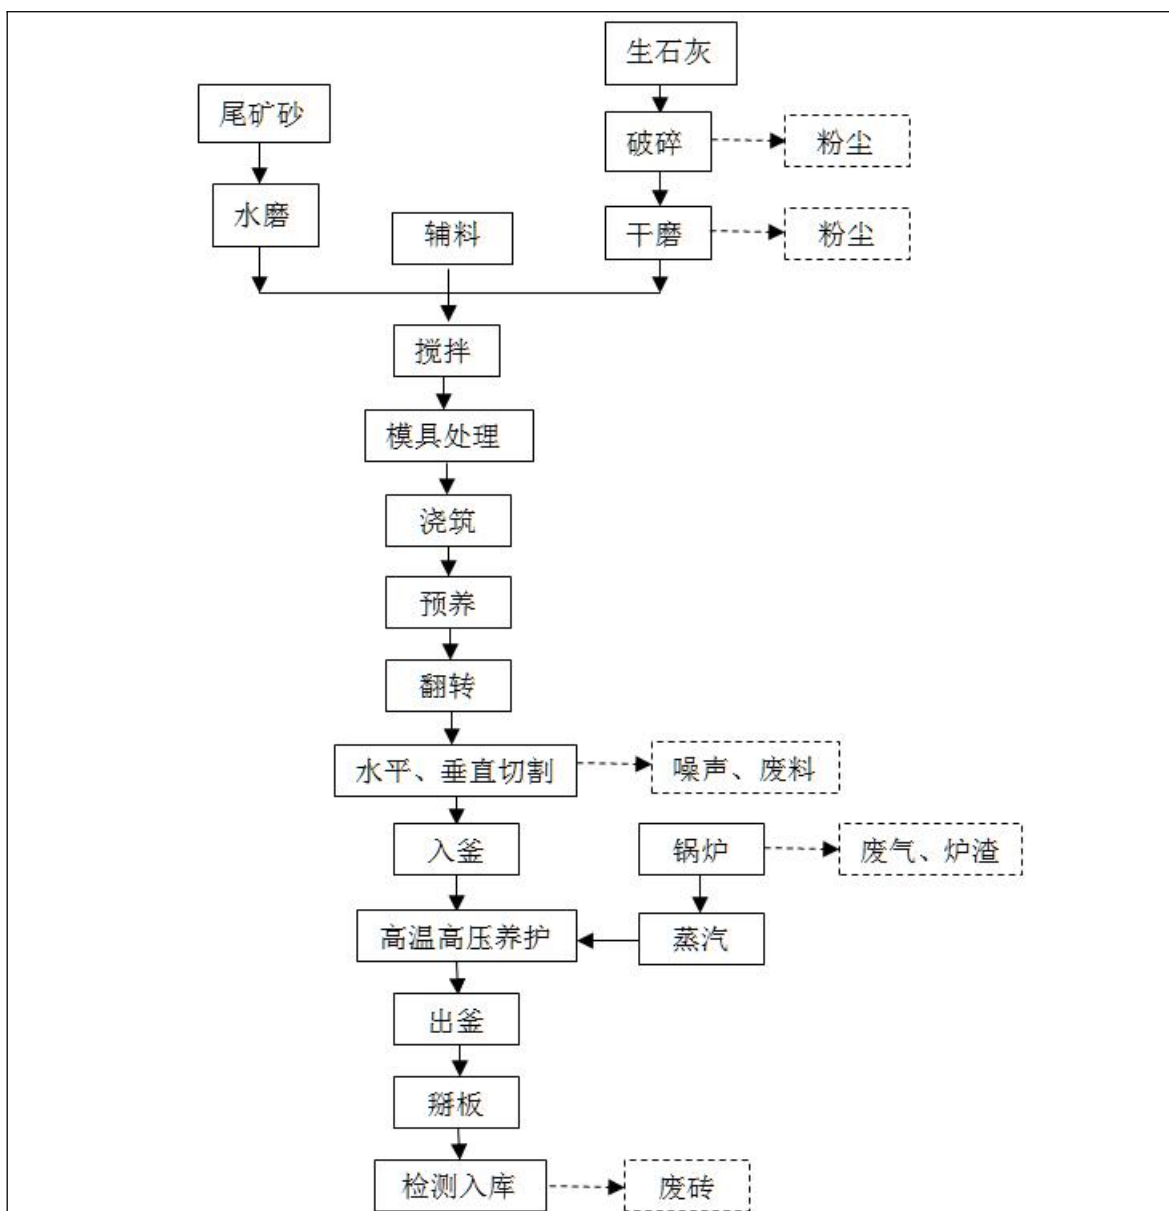 生石灰
尾矿砂
破碎
粉尘
水磨
辅料
干磨
粉尘
搅拌
模具处理
浇筑
预养
翻转
水平、垂直切割
噪声、废料
入釜
锅炉
废气、炉渣
高温高压养护
蒸汽
出釜
掰板
检测入库
废砖